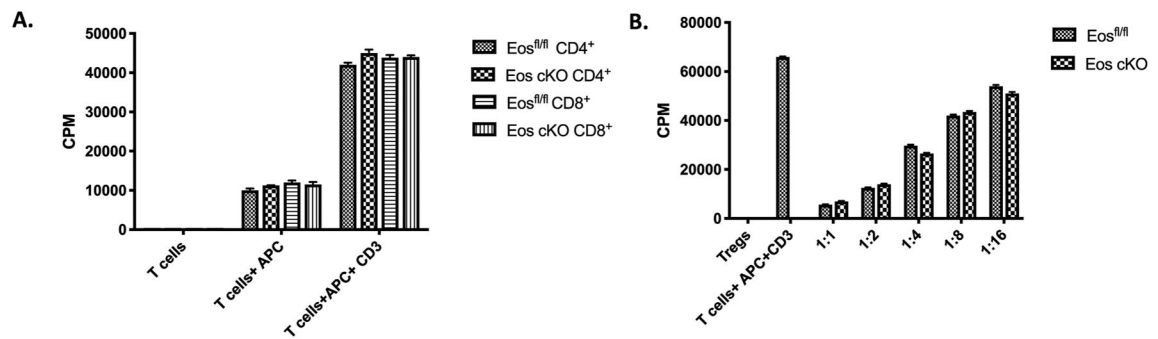 A.
CPM
50000
40000
30000
20000
10000
0
T cells
T cells+ APC
T cells+APC+ CD3
Eosfl/fl CD4+
Eos cKO CD4+
Eosfl/fl CD8+
Eos cKO CD8+
B.
CPM
80000
60000
40000
20000
0
Tregs
T cells+ APC+CD3
1:1
1:2
1:4
1:8
1:16
Eosfl/fl
Eos cKO